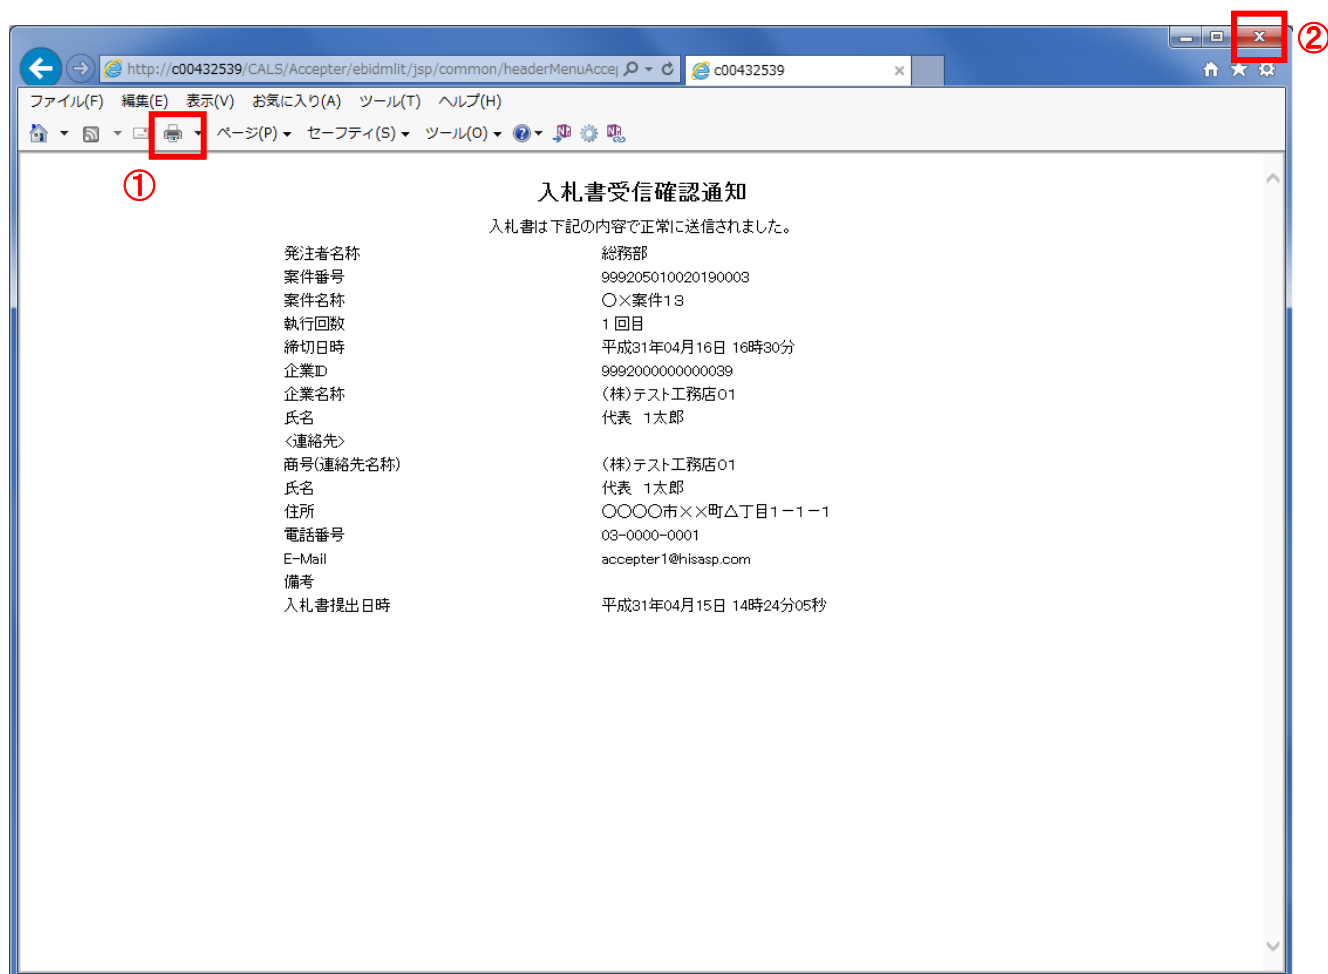 ②
http://c00432539/CALS/Accepter/ebidmlit/jsp/common/headerMenuAcce
c00432539
ファイル(F) 編集(E) 表示(V) お気に入り(A) ツール(T) ヘルプ(H)
ページ(P) セーフティ(S) ツール(O)
①
入札書受信確認通知
入札書は下記の内容で正常に送信されました。
発注者名称 総務部
案件番号 999205010020190003
案件名称 ○×案件13
執行回数 1回目
締切日時 平成31年04月16日 16時30分
企業ID 9992000000000039
企業名称 (株)テスト工務店01
氏名 代表 1太郎
<連絡先>
商号(連絡先名称) (株)テスト工務店01
氏名 代表 1太郎
住所 ○○○○市××町△丁目1-1-1
電話番号 03-0000-0001
E-Mail accepter1@hisasp.com
備考
入札書提出日時 平成31年04月15日 14時24分05秒